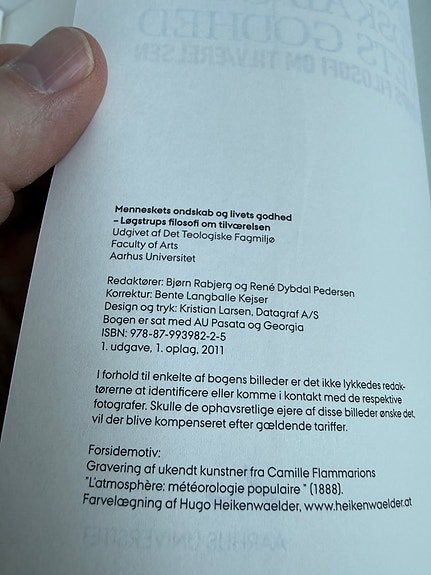 Menneskets ondskab og livets godhed
– Løgstrups filosofi om tilværelsen
Udgivet af Det Teologiske Fagmiljø
Faculty of Arts
Aarhus Universitet
Redaktører: Bjørn Rabjerg og René Dybdal Pedersen
Korrektur: Bente Langballe Kejser
Design og tryk: Kristian Larsen, Datagraf A/S
Bogen er sat med AU Pasata og Georgia
ISBN: 978-87-993982-2-5
1. udgave, 1. oplag, 2011
I forhold til enkelte af bogens billeder er det ikke lykkedes redak-
tørerne at identificere eller komme i kontakt med de respektive
fotografer. Skulle de ophavsretlige ejere af disse billeder ønske det,
vil der blive kompenseret efter gældende tariffer.
Forsidemotiv:
Gravering af ukendt kunstner fra Camille Flammarions
"L'atmosphère: météorologie populaire " (1888).
Farvelægning af Hugo Heikenwaelder, www.heikenwaelder.at